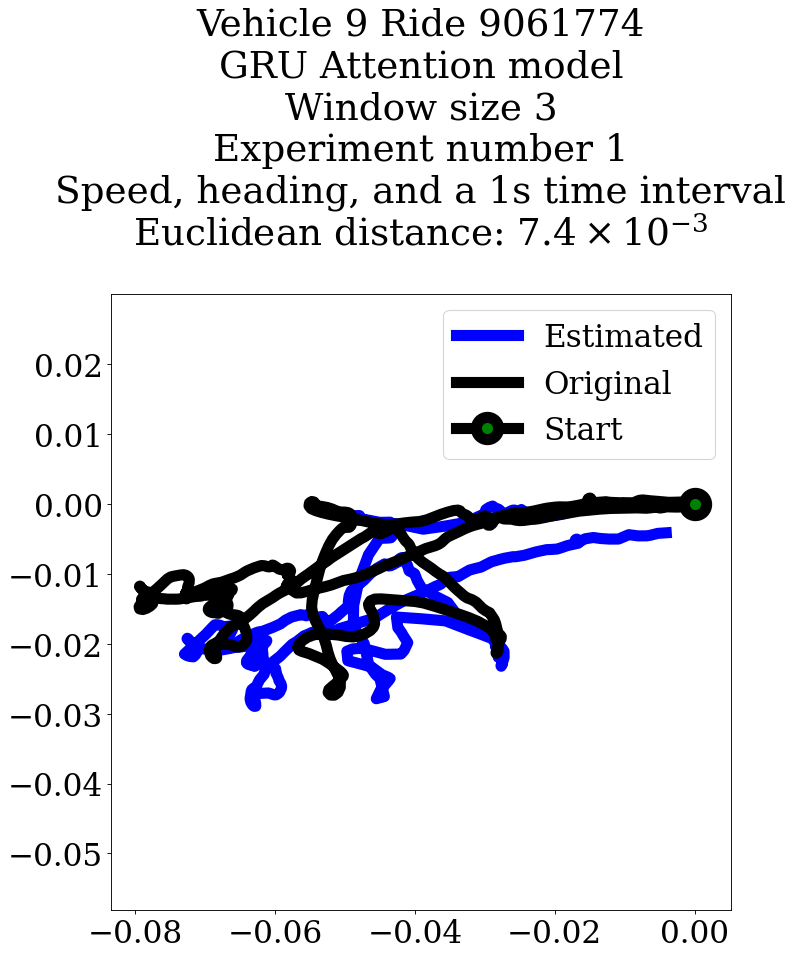 Vehicle 9 Ride 9061774
GRU Attention model
Window size 3
Experiment number 1
Speed, heading, and a 1s time interval
Euclidean distance: 7.4 × 10⁻³
Estimated
Original
Start
0.02
0.01
0.00
−0.01
−0.02
−0.03
−0.04
−0.05
−0.08
−0.06
−0.04
−0.02
0.00